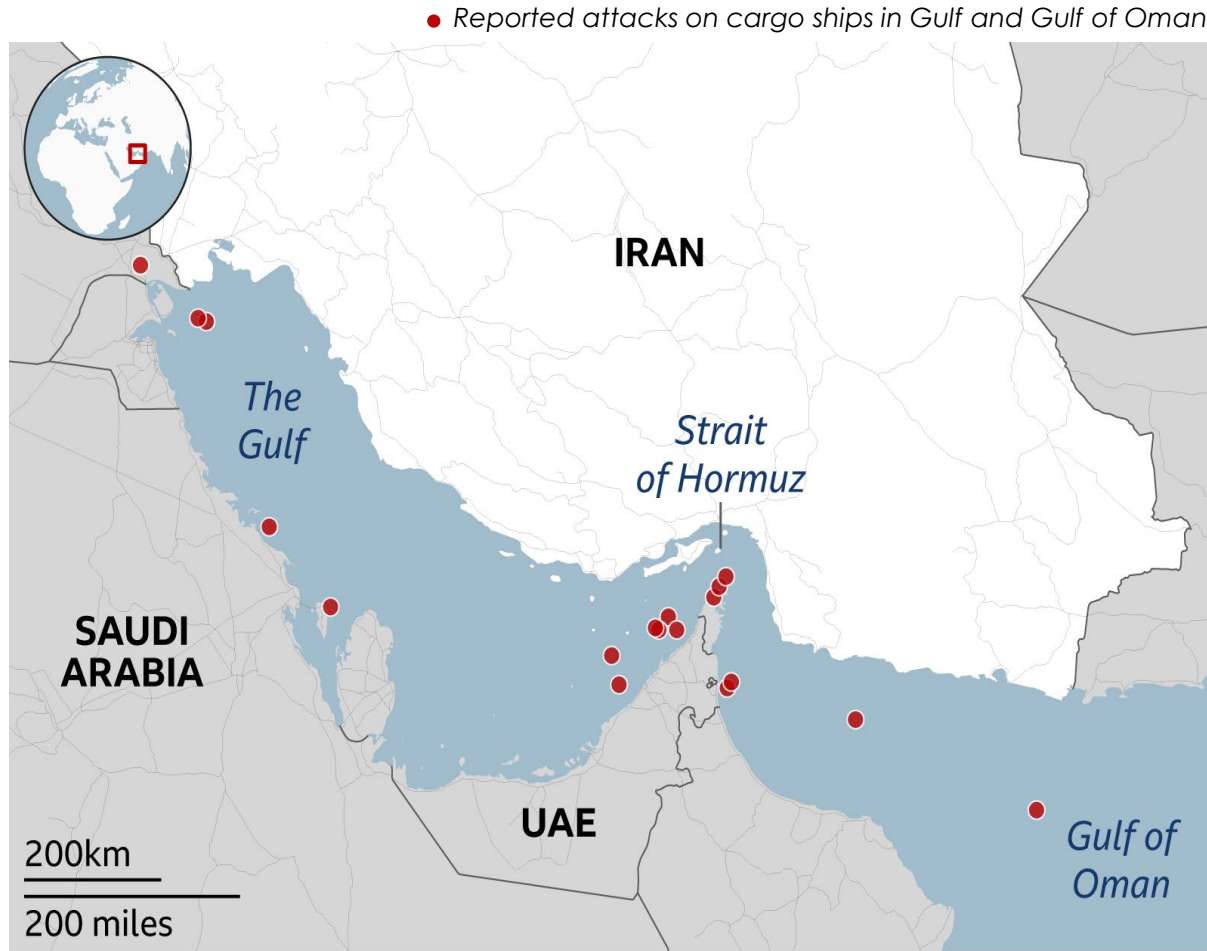 Reported attacks on cargo ships in Gulf and Gulf of Oman
IRAN
The
Gulf
Strait
of Hormuz
SAUDI
ARABIA
UAE
Gulf of
Oman
200km
200 miles